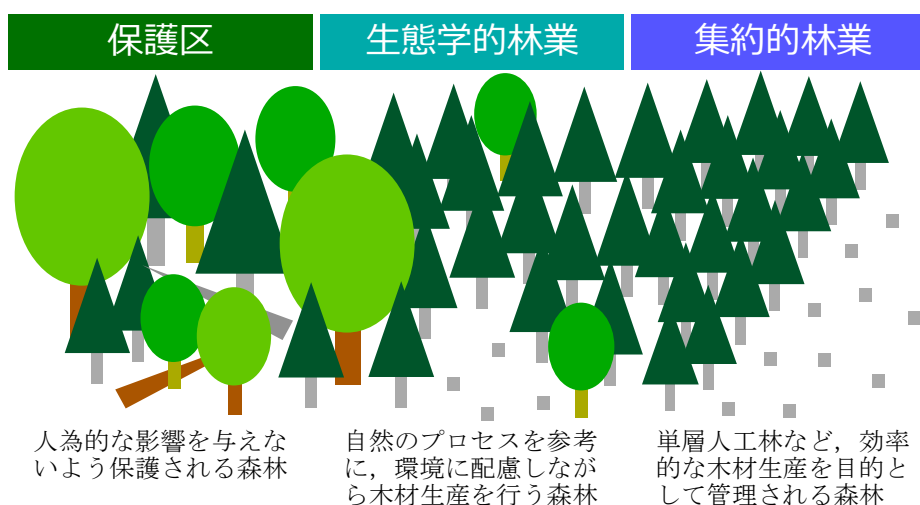 保護区
生態学的林業
集約的林業
人為的な影響を与えな
いよう保護される森林
自然のプロセスを参考
に，環境に配慮しなが
ら木材生産を行う森林
単層人工林など，効率
的な木材生産を目的と
して管理される森林